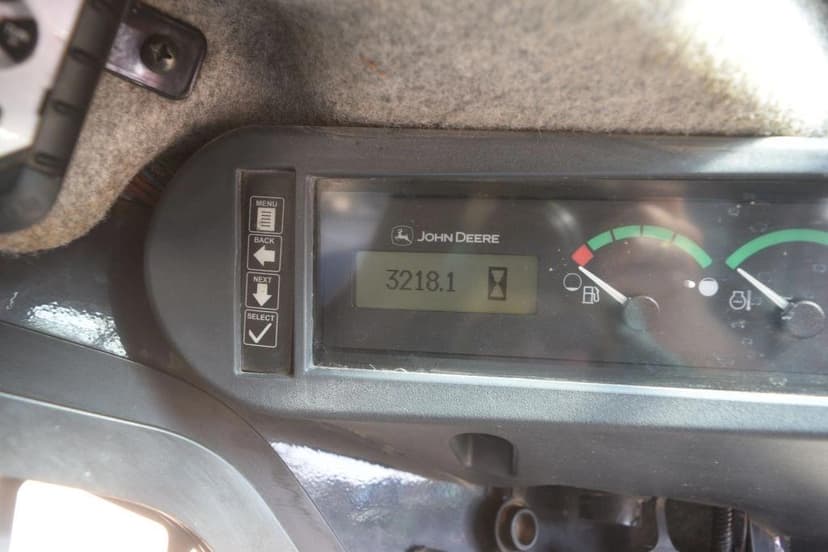 MENU
BACK
NEXT
SELECT
JOHN DEERE
3218.1